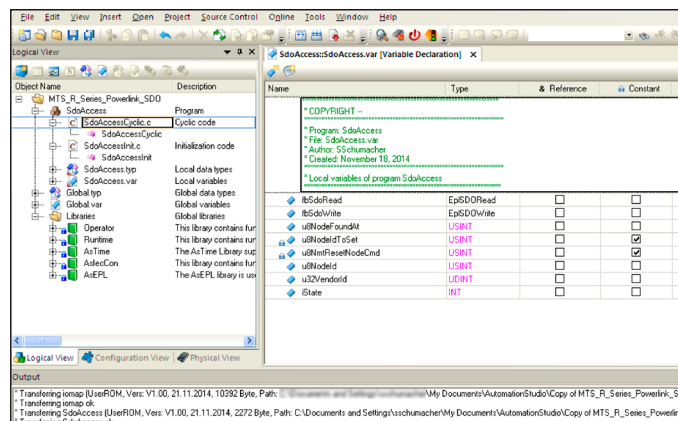 File Edit View Insert Open Project Source Control Online Tools Window Help
Logical View
SdoAccess::SdoAccess.var [Variable Declaration]
Object Name Description
MTS_R_Series_Powerlink_SDO
SdoAccess Program
SdoAccessCyclic.c Cyclic code
SdoAccessCyclic
SdoAccessInit.c Initialization code
SdoAccessInit
SdoAccess.typ Local data types
SdoAccess.var Local variables
Global.typ Global data types
Global.var Global variables
Libraries Global libraries
Operator This library contains fun
Runtime This library contains fun
AsTime The AsTime Library sup
AsIecCon This library contains fun
AsEPL The AsEPL library is use
Logical View Configuration View Physical View
Name Type & Reference Constant
* COPYRIGHT --
* Program: SdoAccess
* File: SdoAccess.var
* Author: SSchumacher
* Created: November 18, 2014
* Local variables of program SdoAccess
fbSdoRead EplSDORead
fbSdoWrite EplSDOWrite
u8NodeFoundAt USINT
u8NodeIdToSet USINT
u8NmtResetNodeCmd USINT
u8NodeId USINT
u32VendorId UDINT
iState INT
Output
* Transferring iomap (UserROM, Vers: V1.00, 21.11.2014, 10392 Byte, Path: \My Documents\AutomationStudio\Copy of MTS_R_Series_Powerlink_S
* Transferring iomap ok.
* Transferring SdoAccess (UserROM, Vers: V1.00, 21.11.2014, 2272 Byte, Path: C:\Documents and Settings\sschumacher\My Documents\AutomationStudio\Copy of MTS_R_Series_Powerlin